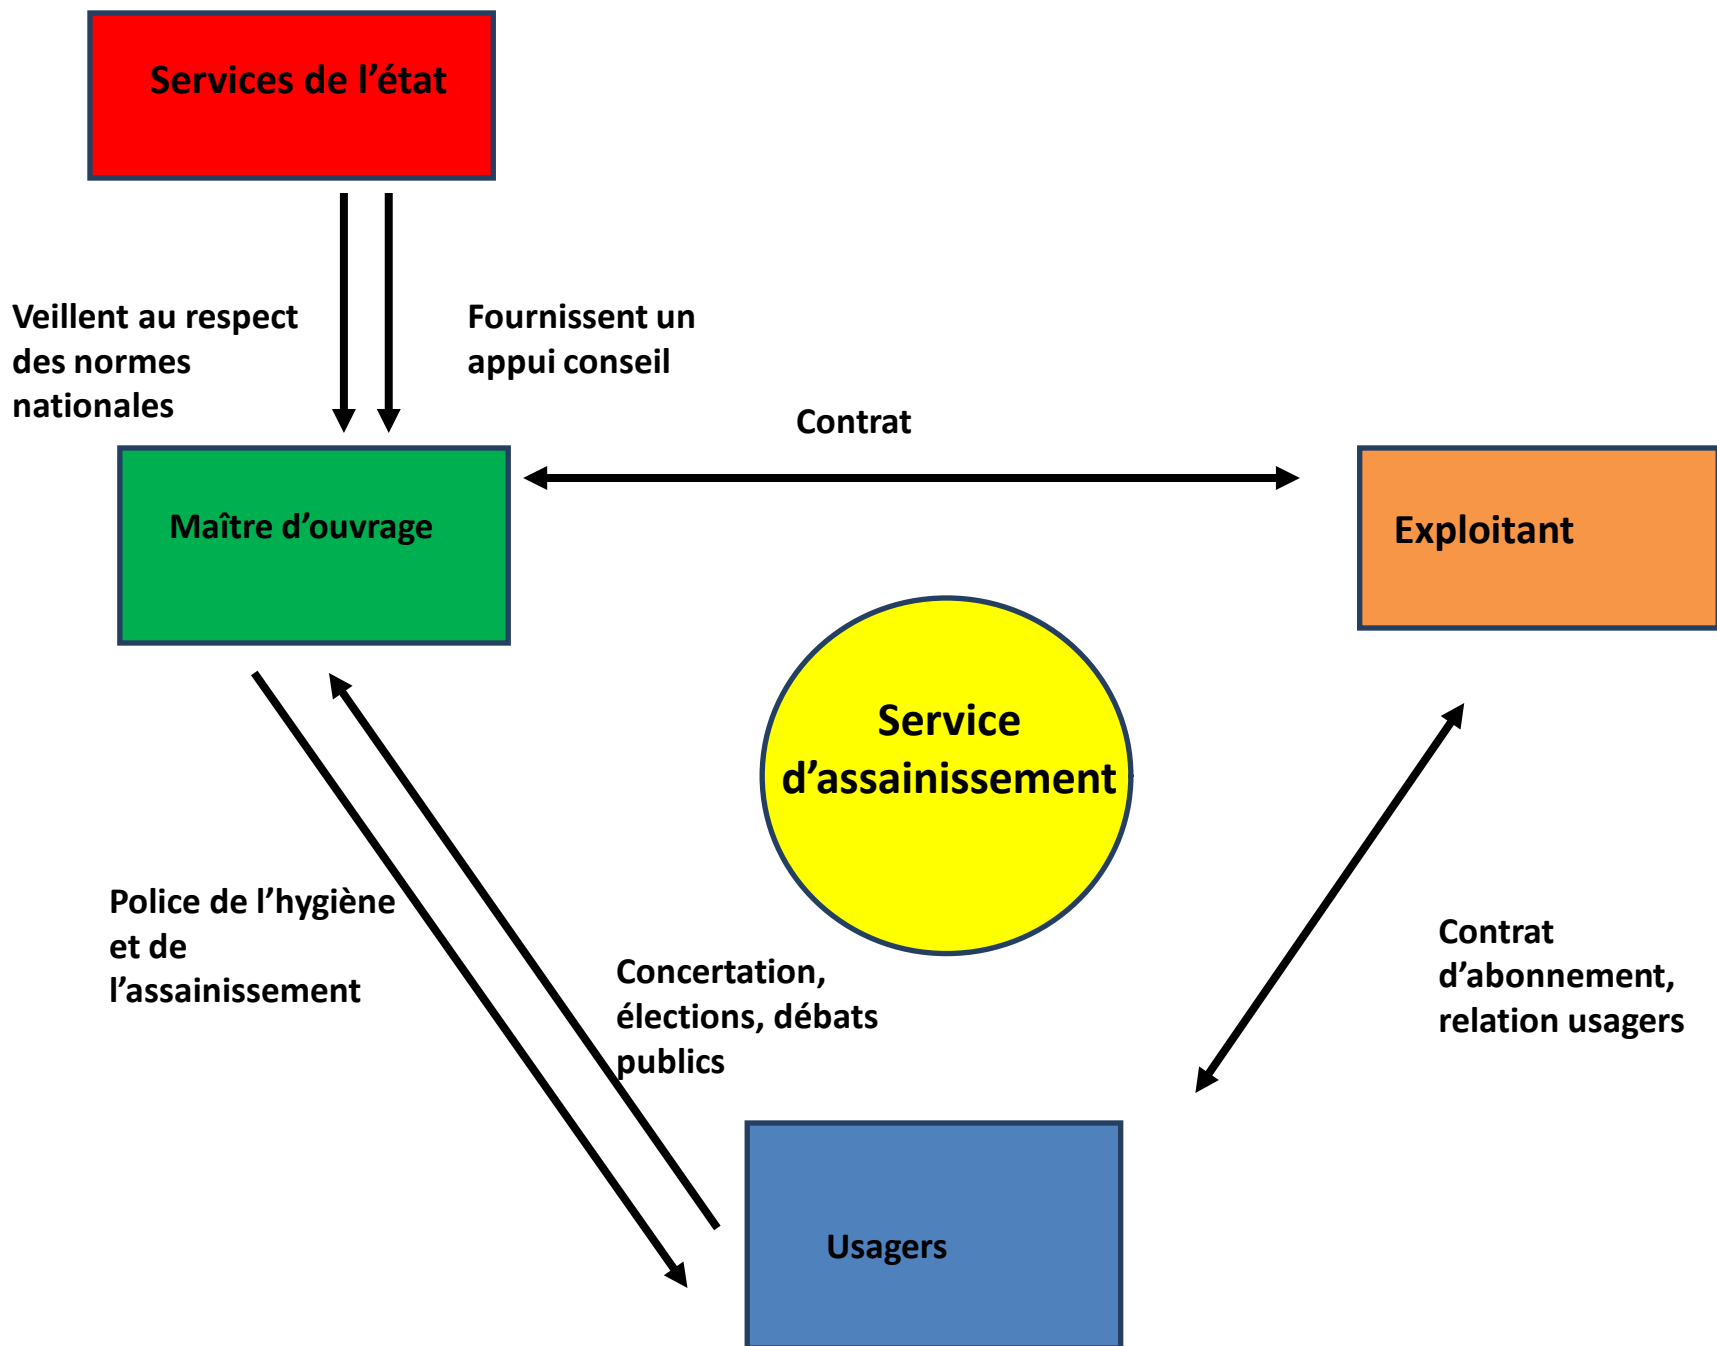 Services de l’état
Veillent au respect
des normes
nationales
Fournissent un
appui conseil
Contrat
Maître d’ouvrage
Exploitant
Service
d’assainissement
Police de l’hygiène
et de
l’assainissement
Concertation,
élections, débats
publics
Contrat
d’abonnement,
relation usagers
Usagers